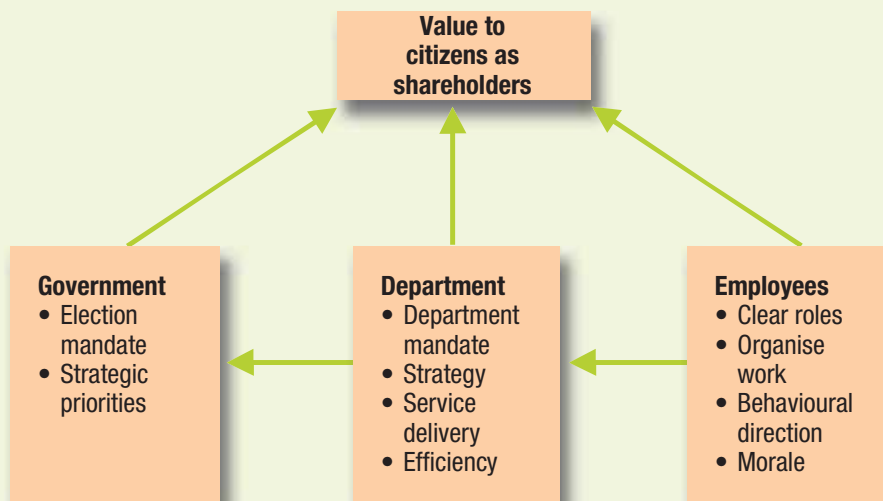 Value to
citizens as
shareholders
Government
• Election
mandate
• Strategic
priorities
Department
• Department
mandate
• Strategy
• Service
delivery
• Efficiency
Employees
• Clear roles
• Organise
work
• Behavioural
direction
• Morale